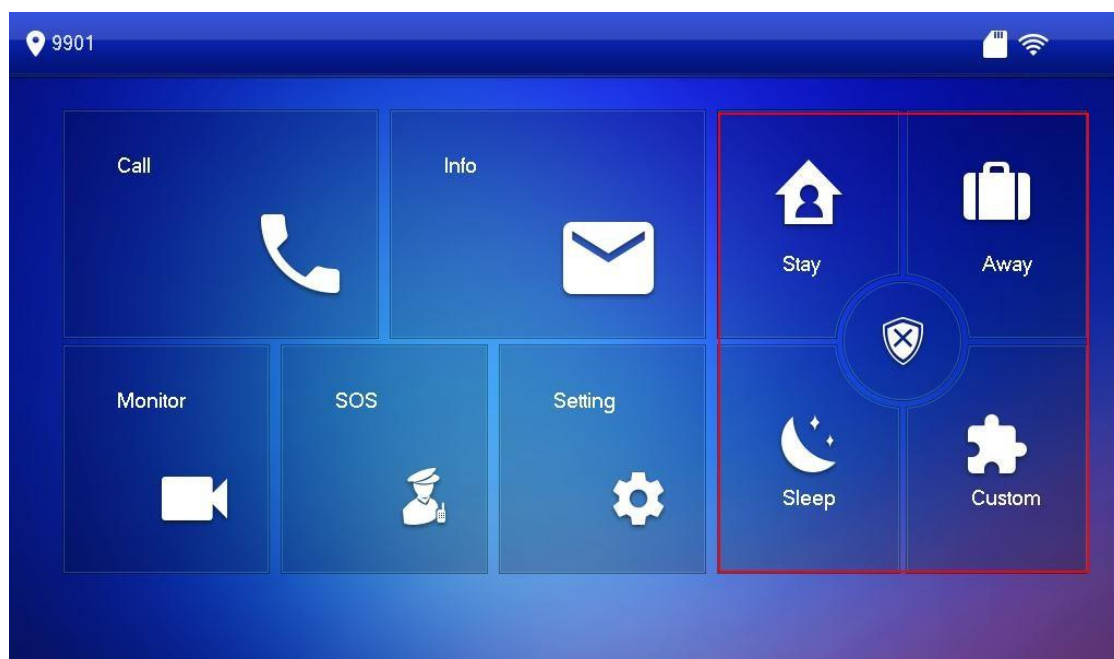 9901
Call
Info
Stay
Away
Monitor
SOS
Setting
Sleep
Custom